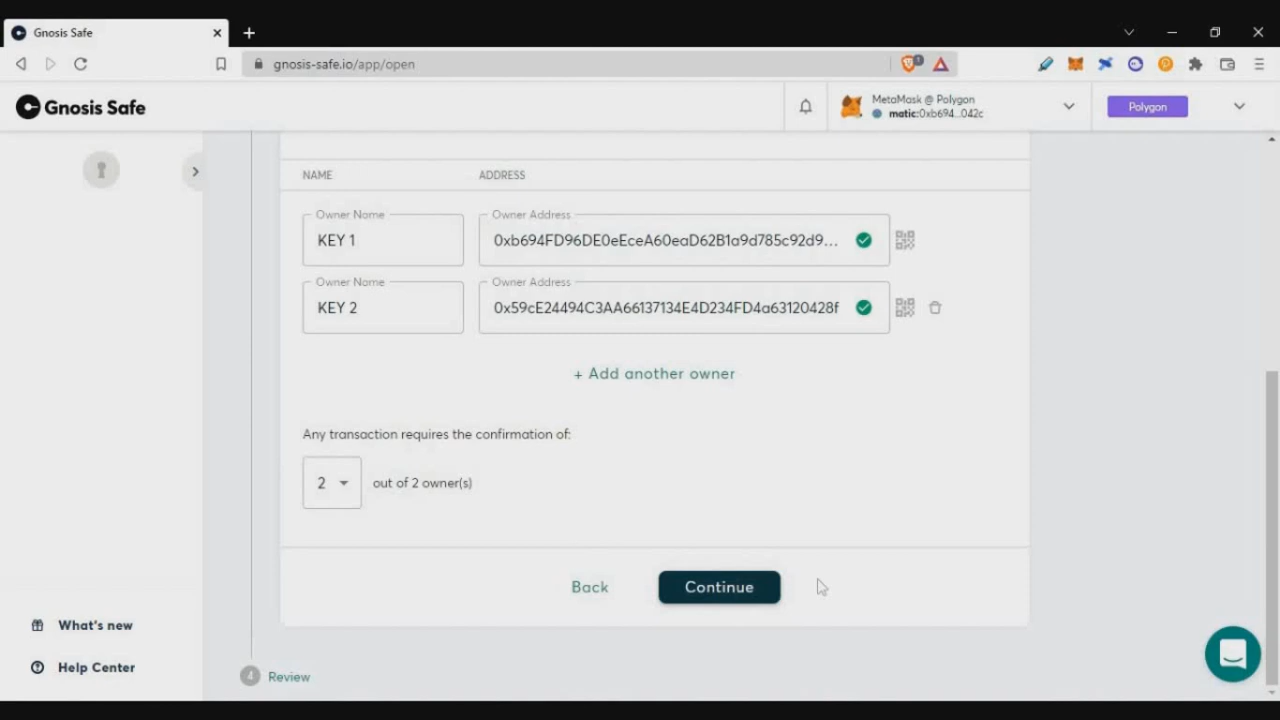 Gnosis Safe
gnosis-safe.io/app/open
Gnosis Safe
MetaMask @ Polygon
matic:0xb694...042c
Polygon
NAME ADDRESS
Owner Name Owner Address
KEY 1 0xb694FD96DE0eEceA60eaD62B1a9d785c92d9...
Owner Name Owner Address
KEY 2 0x59cE24494C3AA66137134E4D234FD4a63120428f
+ Add another owner
Any transaction requires the confirmation of:
2 out of 2 owner(s)
Back Continue
What's new
Help Center
4 Review